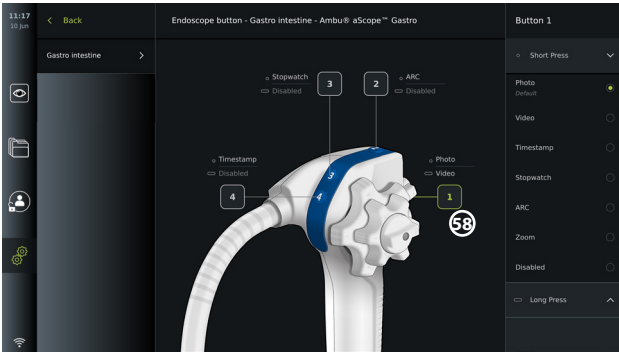 11:17
10 Jun
Back
Endoscope button - Gastro intestine - Ambu® aScope™ Gastro
Button 1
Gastro intestine
Short Press
Photo
Default
Video
Timestamp
Stopwatch
ARC
Zoom
Disabled
Long Press
Stopwatch
Disabled
3
2
ARC
Disabled
Timestamp
Disabled
4
Photo
Video
1
3
4
58